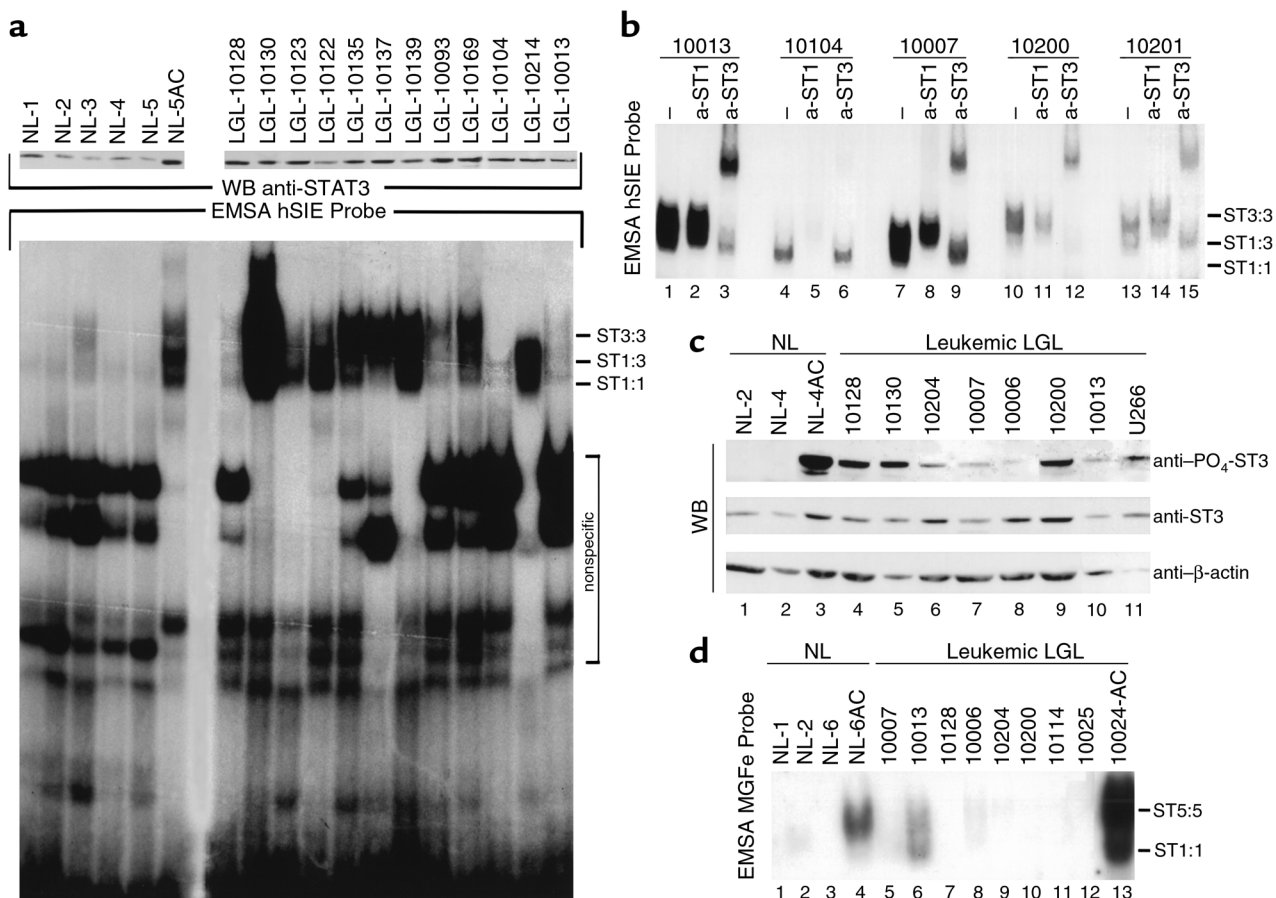 a
NL-1 NL-2 NL-3 NL-4 NL-5 NL-5AC LGL-10128 LGL-10130 LGL-10123 LGL-10122 LGL-10135 LGL-10137 LGL-10139 LGL-10093 LGL-10169 LGL-10104 LGL-10214 LGL-10013
WB anti-STAT3
EMSA hSIE Probe
ST3:3
ST1:3
ST1:1
nonspecific
b
10013 10104 10007 10200 10201
– a-ST1 a-ST3 – a-ST1 a-ST3 – a-ST1 a-ST3 – a-ST1 a-ST3 – a-ST1 a-ST3
EMSA hSIE Probe
ST3:3
ST1:3
ST1:1
1 2 3 4 5 6 7 8 9 10 11 12 13 14 15
c
NL Leukemic LGL
NL-2 NL-4 NL-4AC 10128 10130 10204 10007 10006 10200 10013 U266
WB
anti–PO4-ST3
anti-ST3
anti–β-actin
1 2 3 4 5 6 7 8 9 10 11
d
NL Leukemic LGL
NL-1 NL-2 NL-6 NL-6AC 10007 10013 10128 10006 10204 10200 10114 10025 10024-AC
EMSA MGFe Probe
ST5:5
ST1:1
1 2 3 4 5 6 7 8 9 10 11 12 13